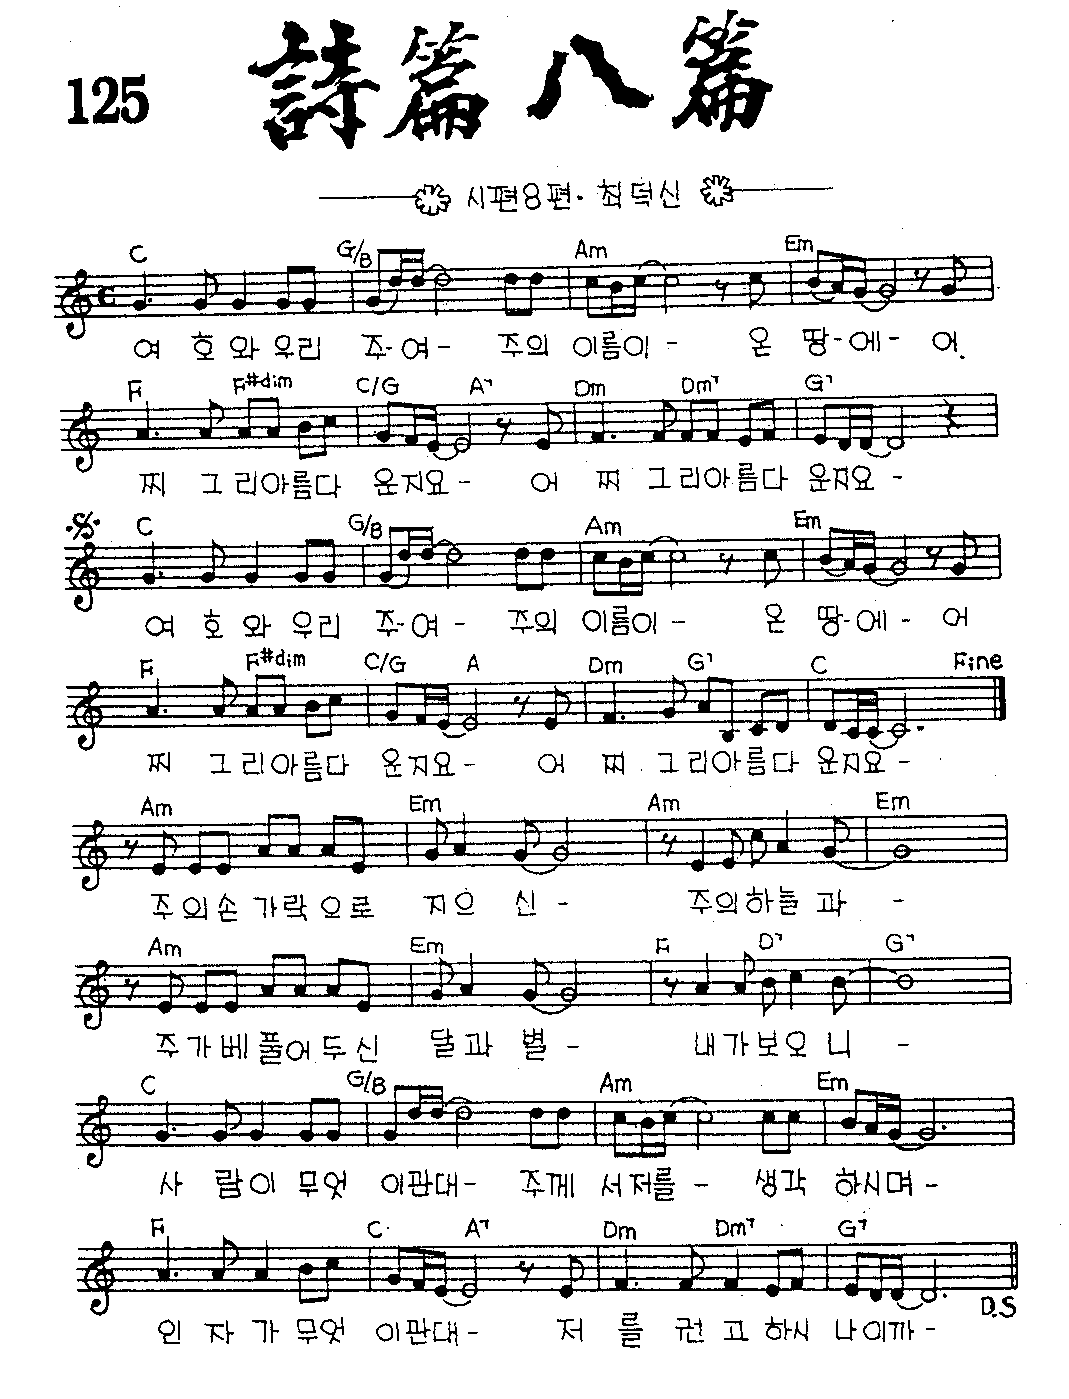 125
詩篇八篇
시편8편·최덕신
C G/B Am Em
여 호 와 우리 주-여- 주의 이름이- 온 땅-에- 어
F F#dim C/G A7 Dm Dm7 G7
찌 그리아름다 운지요- 어 찌 그리아름다 운지요-
C G/B Am Em
여 호 와 우리 주-여- 주의 이름이- 온 땅-에- 어
F F#dim C/G A Dm G7 C Fine
찌 그리아름다 운지요- 어 찌 그리아름다 운지요-
Am Em Am Em
주의손 가락으로 지으 신- 주의하늘 과-
Am Em F D7 G7
주가베풀어두신 달과 별- 내가보오 니-
C G/B Am Em
사 람이 무엇 이관대- 주께 서저를- 생각 하시며-
F C A7 Dm Dm7 G7
인 자 가 무엇 이관대- 저 를 권 고 하시 나이까-
D.S